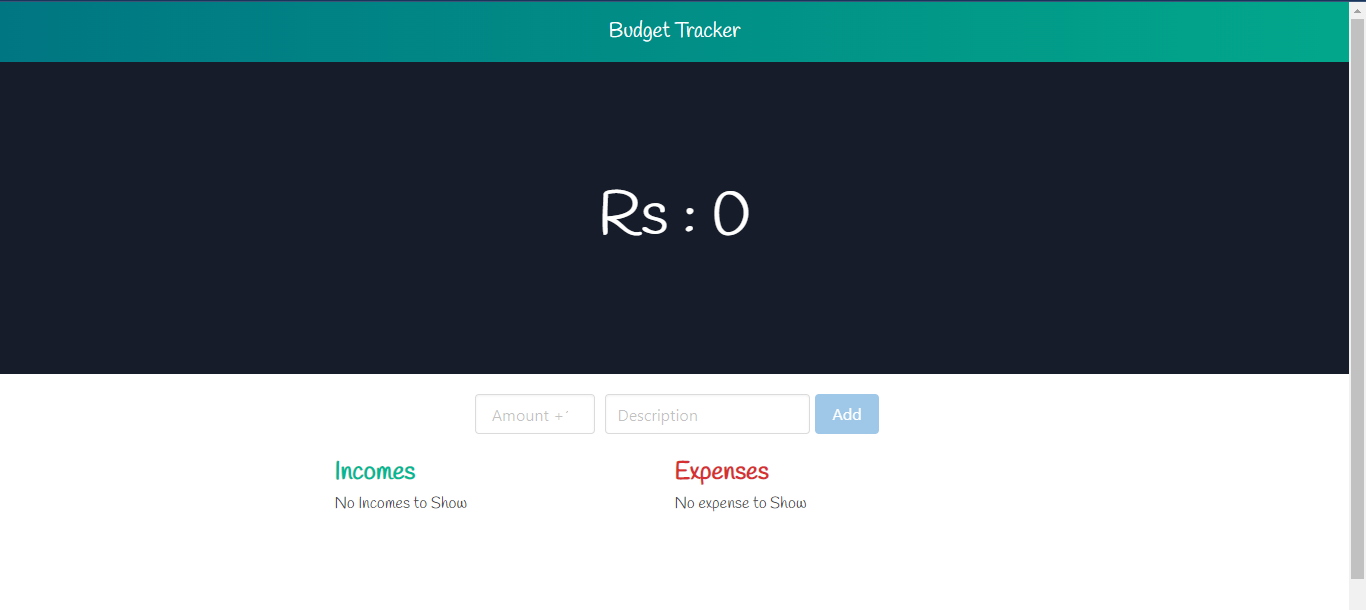 Budget Tracker
Rs : 0
Amount +
Description
Add
Incomes
Expenses
No Incomes to Show
No expense to Show